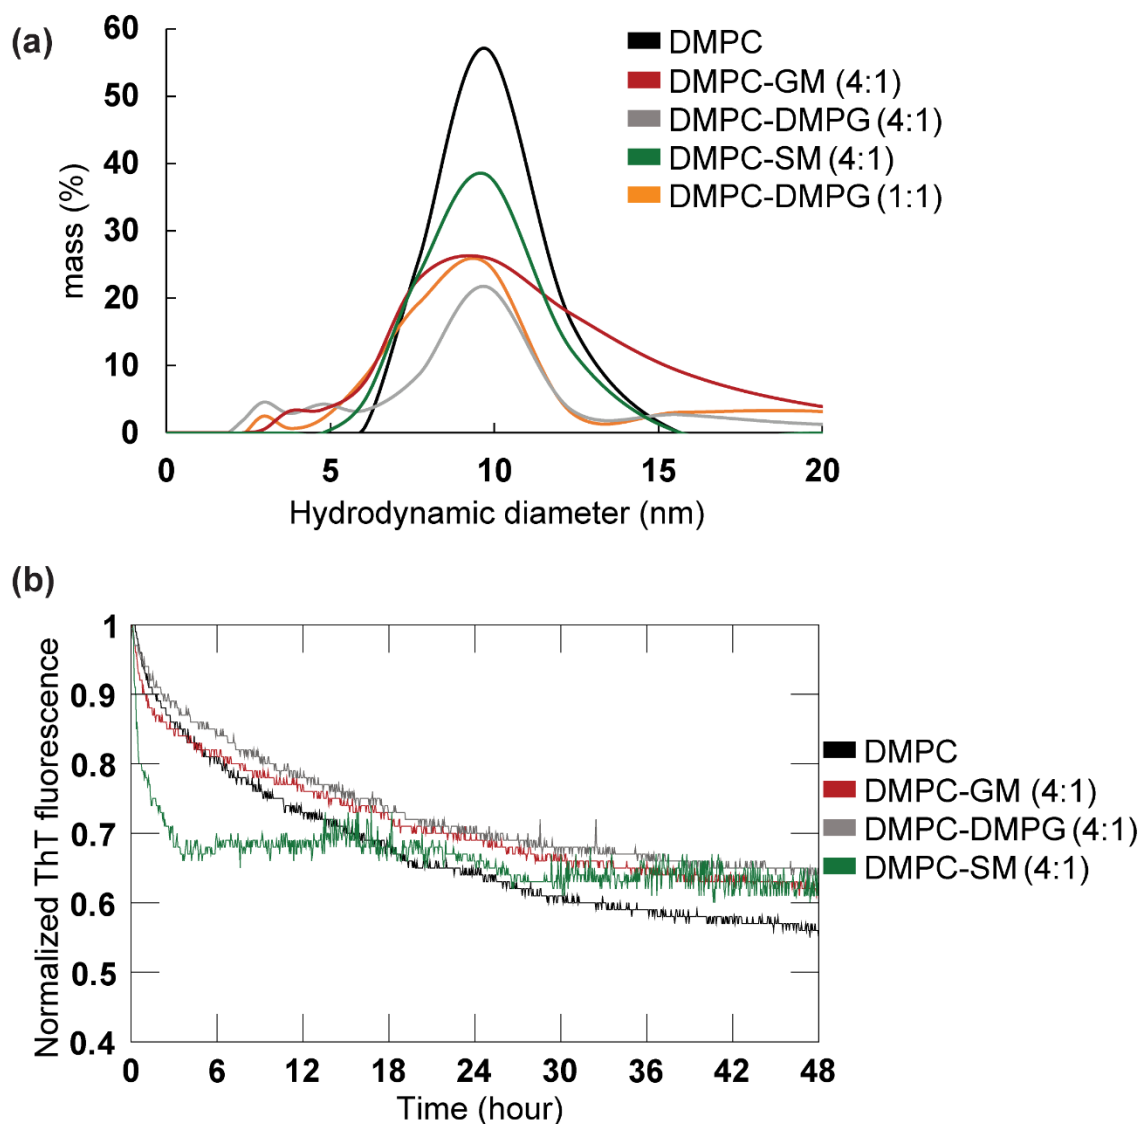 (a)
60
50
40
30
20
10
0
mass (%)
0 5 10 15 20
Hydrodynamic diameter (nm)
DMPC
DMPC-GM (4:1)
DMPC-DMPG (4:1)
DMPC-SM (4:1)
DMPC-DMPG (1:1)
(b)
1
0.9
0.8
0.7
0.6
0.5
0.4
Normalized ThT fluorescence
0 6 12 18 24 30 36 42 48
Time (hour)
DMPC
DMPC-GM (4:1)
DMPC-DMPG (4:1)
DMPC-SM (4:1)